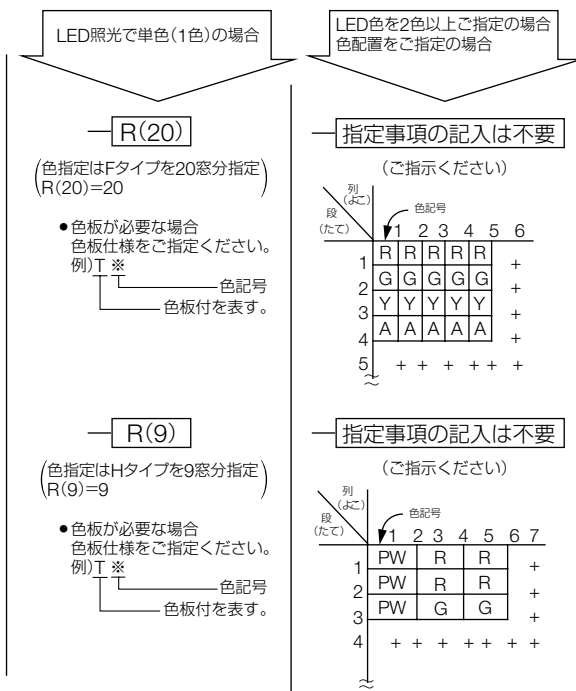 LED照光で単色（1色）の場合
R(20)
（色指定はFタイプを20窓分指定
R(20)=20）
●色板が必要な場合
色板仕様をご指定ください。
例）T ※
色記号
色板付を表す。
R(9)
（色指定はHタイプを9窓分指定
R(9)=9）
●色板が必要な場合
色板仕様をご指定ください。
例）T ※
色記号
色板付を表す。
LED色を2色以上ご指定の場合
色配置をご指定の場合
指定事項の記入は不要
（ご指示ください）
列
（よこ）
段
（たて）
色記号
1 2 3 4 5 6
R R R R R
1 +
G G G G G
2 +
Y Y Y Y Y
3 +
A A A A A
4 +
5 + + + + + +
指定事項の記入は不要
（ご指示ください）
列
（よこ）
段
（たて）
色記号
1 2 3 4 5 6 7
PW R R
1 +
PW R R
2 +
PW G G
3 +
4 + + + + + + +